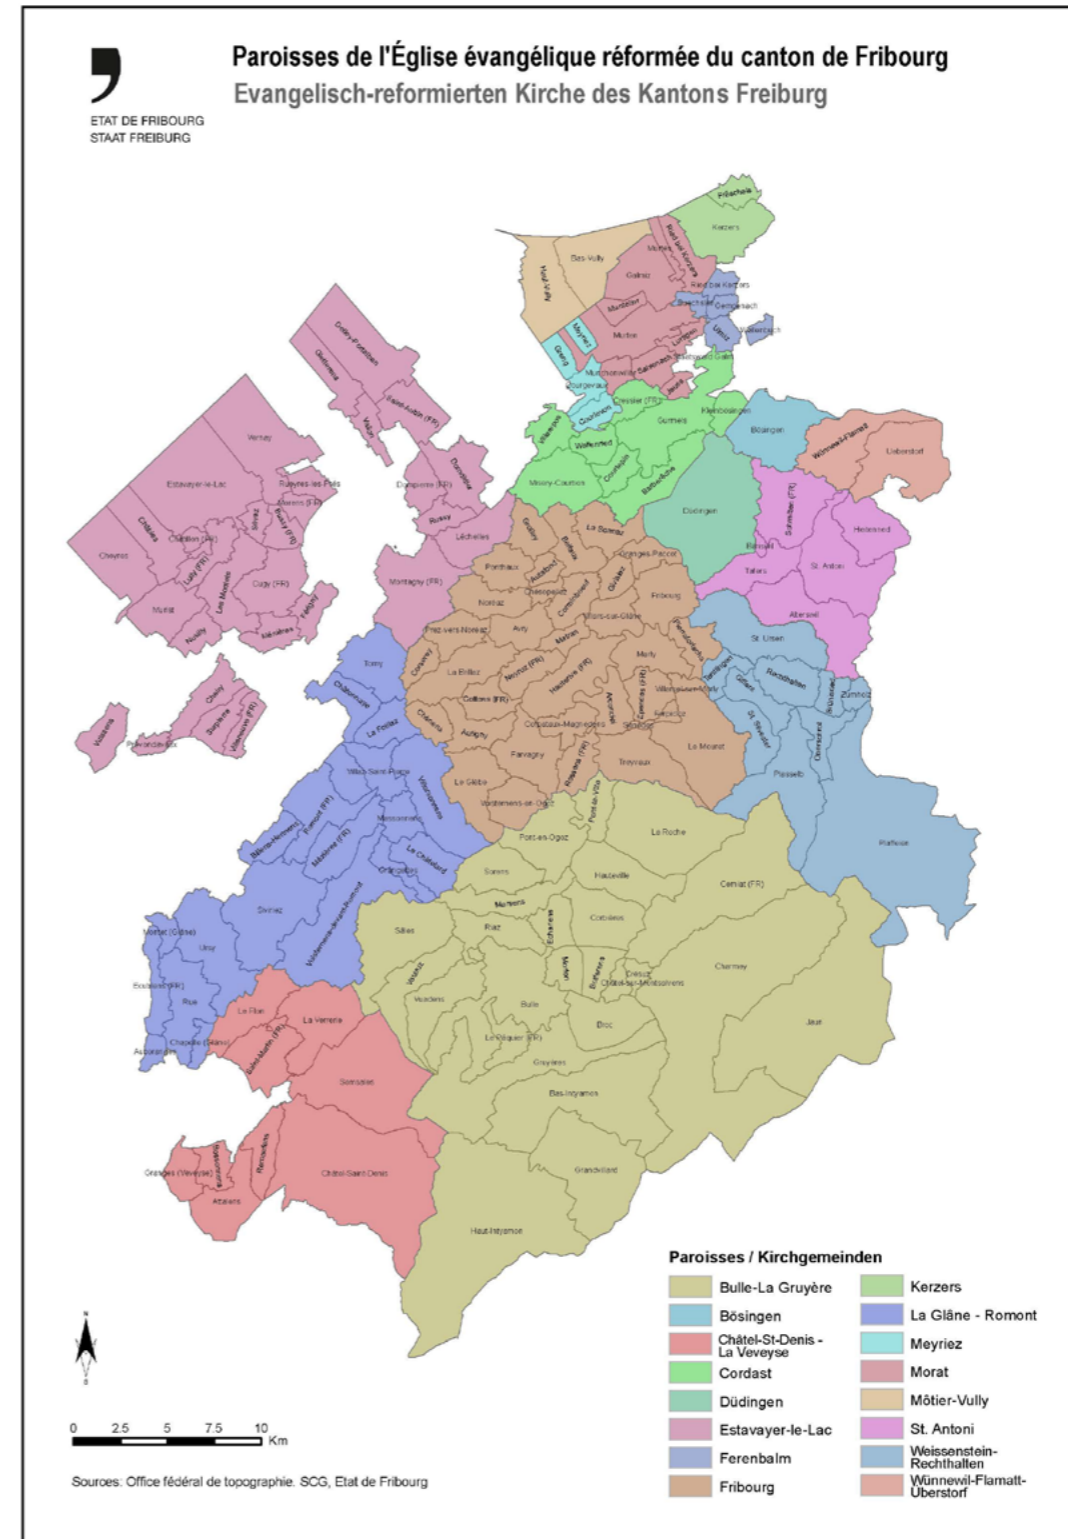 Paroisses de l'Église évangélique réformée du canton de Fribourg
Evangelisch-reformierten Kirche des Kantons Freiburg
ETAT DE FRIBOURG
STAAT FREIBURG
Fräschels
Kerzers
Ried bei Kerzers
Bas-Vully
Haut-Vully
Galmiz
Ried bei Kerzers
Gempenach
Muntelier
Murten
Meyriez
Greng
Ulmiz
Lurtigen
Salvenach
Jeuss
Courgevaux
Courlevon
Cressier (FR)
Gurmels
Kleinbösingen
Villarepos
Wallenried
Courtepin
Misery-Courtion
Barberêche
Bösingen
Wünnewil-Flamatt
Ueberstorf
Delley-Portalban
Gletterens
Vallon
Saint-Aubin (FR)
Domdidier
Dompierre (FR)
Russy
Léchelles
Montagny (FR)
Vernay
Estavayer-le-Lac
Rueyres-les-Prés
Morens (FR)
Bussy (FR)
Sévaz
Châbles
Cheyres
Châtillon (FR)
Lully (FR)
Les Montets
Cugy (FR)
Fétigny
Ménières
Murist
Nuvilly
Cheiry
Surpierre
Villeneuve (FR)
Prévondavaux
Vuissens
Düdingen
Schmitten (FR)
Heitenried
St. Antoni
Tafers
Alterswil
La Sonnaz
Grolley
Belfaux
Granges-Paccot
Ponthaux
Autafond
Givisiez
Chésopelloz
Corminboeuf
Fribourg
Noréaz
Villars-sur-Glâne
Prez-vers-Noréaz
Avry
Matran
Marly
Pierrafortscha
Corserey
La Brillaz
Neyruz (FR)
Hauterive (FR)
Arconciel
Ependes (FR)
Villarsel-sur-Marly
Cottens (FR)
Chénens
Autigny
Corpataux-Magnedens
Ferpicloz
Senèdes
Le Mouret
Farvagny
Rossens (FR)
Treyvaux
Le Glèbe
Vuisternens-en-Ogoz
St. Ursen
Tentlingen
Giffers
Rechthalten
Brünisried
Zumholz
St. Silvester
Oberschrot
Plasselb
Plaffeien
Torny
Châtonnaye
La Folliaz
Villaz-Saint-Pierre
Villorsonnens
Romont (FR)
Billens-Hennens
Mézières (FR)
Massonnens
Le Châtelard
Grangettes
Siviriez
Vuisternens-devant-Romont
Montet (Glâne)
Ursy
Ecublens (FR)
Rue
Auboranges
Chapelle (Glâne)
Pont-en-Ogoz
Pont-la-Ville
La Roche
Sorens
Hauteville
Cerniat (FR)
Marsens
Corbières
Echarlens
Riaz
Sâles
Vuadens
Morlon
Botterens
Crésuz
Châtel-sur-Montsalvens
Charmey
Bulle
Broc
Le Pâquier (FR)
Jaun
Gruyères
Bas-Intyamon
Grandvillard
Haut-Intyamon
Le Flon
La Verrerie
Saint-Martin (FR)
Semsales
Granges (Veveyse)
Bossonnens
Remaufens
Attalens
Châtel-Saint-Denis
Paroisses / Kirchgemeinden
Bulle-La Gruyère
Bösingen
Châtel-St-Denis -
La Veveyse
Cordast
Düdingen
Estavayer-le-Lac
Ferenbalm
Fribourg
Kerzers
La Glâne - Romont
Meyriez
Morat
Môtier-Vully
St. Antoni
Weissenstein-
Rechthalten
Wünnewil-Flamatt-
Überstorf
N
S
0 2.5 5 7.5 10
Km
Sources: Office fédéral de topographie. SCG, Etat de Fribourg